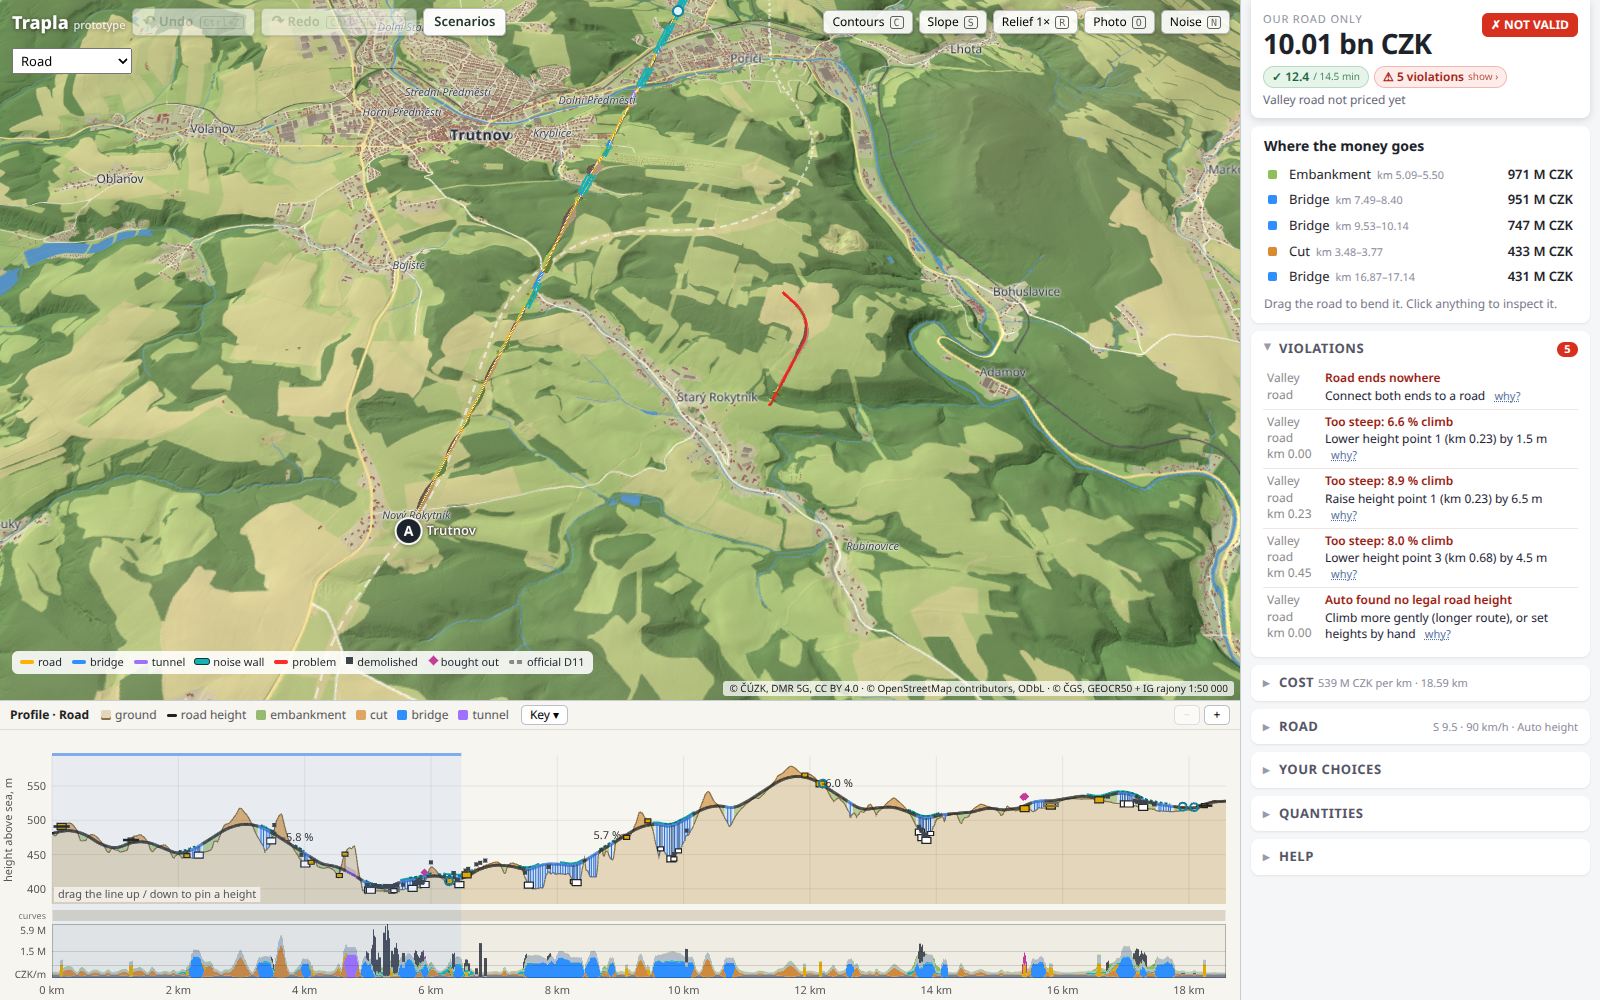 Trapla prototype
Undo Ctrl+Z
Redo
Scenarios
Contours C
Slope S
Relief 1× R
Photo O
Noise N
Road
Dolní
Poříčí
Lhota
Střední Předměstí
Dolní Předměstí
Horní Předměstí
Volanov
Trutnov
Kryblice
Oblanov
Bojiště
Bohuslavice
Adamov
Starý Rokytník
Nový Rokytník
A Trutnov
Rubínovice
road
bridge
tunnel
noise wall
problem
demolished
bought out
official D11
© ČÚZK, DMR 5G, CC BY 4.0 · © OpenStreetMap contributors, ODbL · © ČGS, GEOCR50 + IG rajony 1:50 000
OUR ROAD ONLY
10.01 bn CZK
✗ NOT VALID
✓ 12.4 / 14.5 min
⚠ 5 violations show ›
Valley road not priced yet
Where the money goes
Embankment km 5.09–5.50 971 M CZK
Bridge km 7.49–8.40 951 M CZK
Bridge km 9.53–10.14 747 M CZK
Cut km 3.48–3.77 433 M CZK
Bridge km 16.87–17.14 431 M CZK
Drag the road to bend it. Click anything to inspect it.
▼ VIOLATIONS 5
Valley road
Road ends nowhere
Connect both ends to a road why?
Valley road km 0.00
Too steep: 6.6 % climb
Lower height point 1 (km 0.23) by 1.5 m
why?
Valley road km 0.23
Too steep: 8.9 % climb
Raise height point 1 (km 0.23) by 6.5 m
why?
Valley road km 0.45
Too steep: 8.0 % climb
Lower height point 3 (km 0.68) by 4.5 m
why?
Valley road km 0.00
Auto found no legal road height
Climb more gently (longer route), or set
heights by hand why?
► COST 539 M CZK per km · 18.59 km
► ROAD S 9.5 · 90 km/h · Auto height
► YOUR CHOICES
► QUANTITIES
► HELP
Profile · Road
ground
road height
embankment
cut
bridge
tunnel
Key ▾
−
+
height above sea, m
550
500
450
400
5.8 %
5.7 %
6.0 %
drag the line up / down to pin a height
curves
5.9 M
1.5 M
CZK/m
0 km
2 km
4 km
6 km
8 km
10 km
12 km
14 km
16 km
18 km